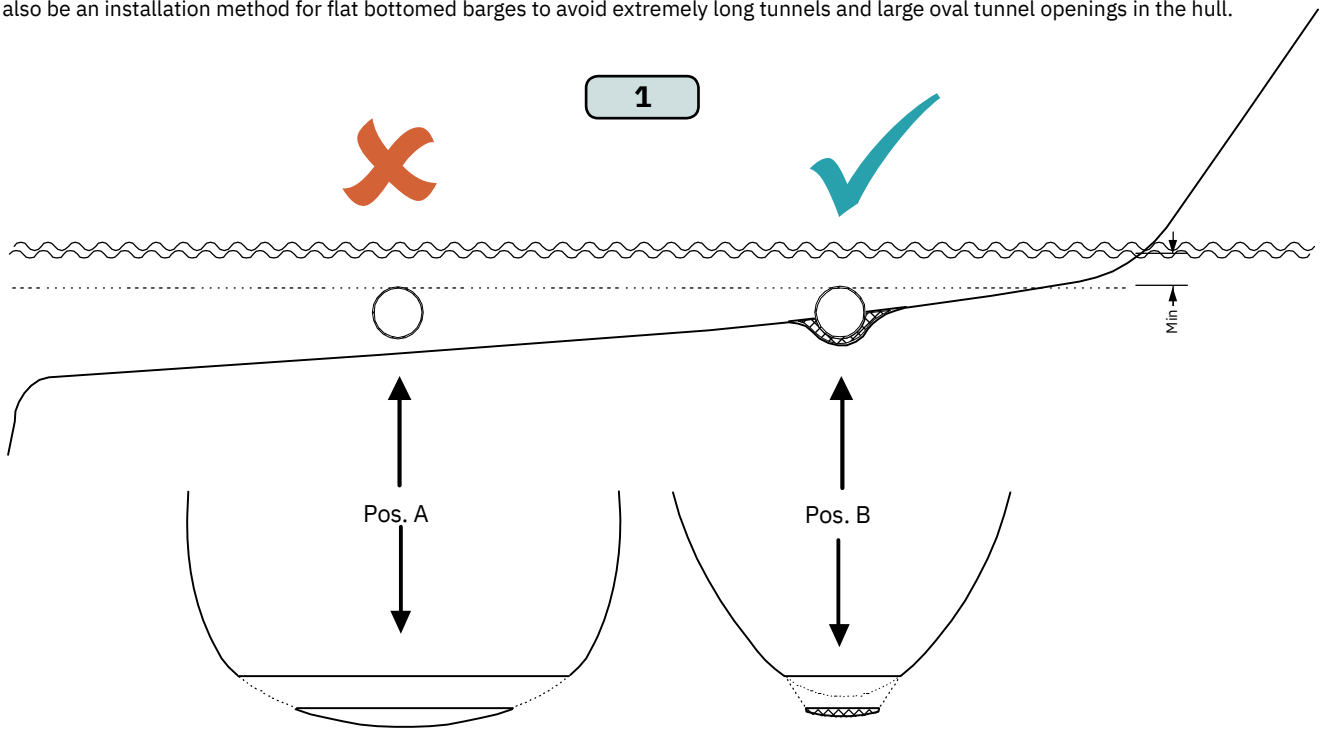 also be an installation method for flat bottomed barges to avoid extremely long tunnels and large oval tunnel openings in the hull.
1
Min
Pos. A
Pos. B